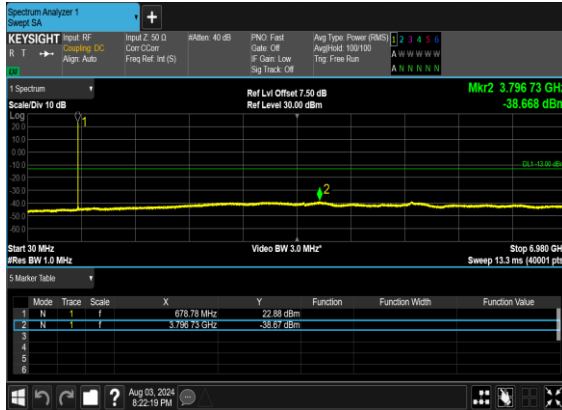 Spectrum Analyzer 1
Swept SA
KEYSIGHT
R T
Input: RF
Coupling: DC
Align: Auto
Input Z: 50 Ω
Corr CCorr
Freq Ref: Int (S)
#Atten: 40 dB
PNO: Fast
Gate: Off
IF Gain: Low
Sig Track: Off
Avg Type: Power (RMS)
Avg|Hold: 100/100
Trig: Free Run
1 2 3 4 5 6
A W W W W W
A N N N N N
1 Spectrum
Scale/Div 10 dB
Ref Lvl Offset 7.50 dB
Ref Level 30.00 dBm
Mkr2 3.796 73 GHz
-38.668 dBm
Log
20.0
10.0
0.00
-10.0
-20.0
-30.0
-40.0
-50.0
-60.0
1
2
DL1 -13.00 dBm
Start 30 MHz
#Res BW 1.0 MHz
Video BW 3.0 MHz*
Stop 6.980 GHz
Sweep 13.3 ms (40001 pts)
5 Marker Table
Mode Trace Scale X Y Function Function Width Function Value
1 N 1 f 678.78 MHz 22.88 dBm
2 N 1 f 3.796 73 GHz -38.67 dBm
3
4
5
6
?
Aug 03, 2024
8:22:19 PM